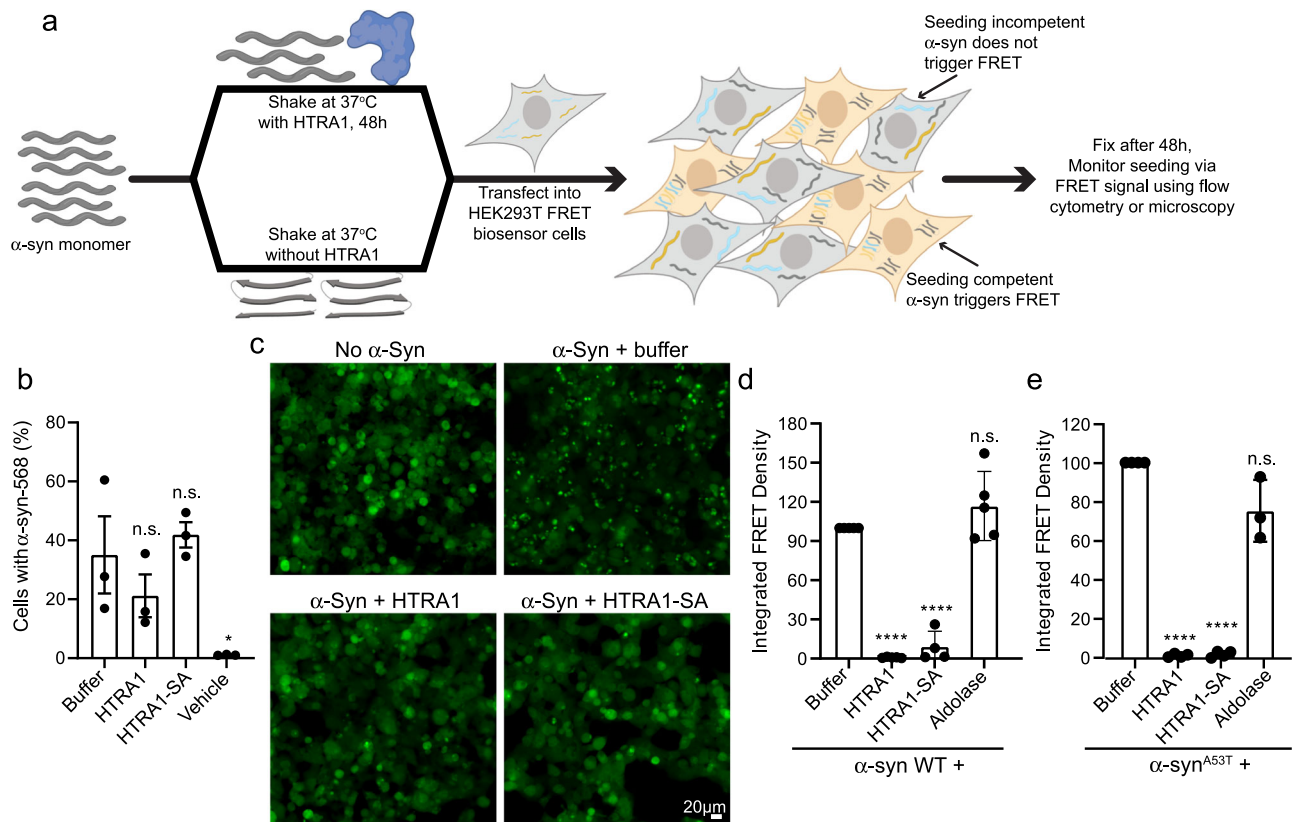 a
α-syn monomer
Shake at 37°C
with HTRA1, 48h
Shake at 37°C
without HTRA1
Transfect into
HEK293T FRET
biosensor cells
Seeding incompetent
α-syn does not
trigger FRET
Seeding competent
α-syn triggers FRET
Fix after 48h,
Monitor seeding via
FRET signal using flow
cytometry or microscopy
b
Cells with α-syn-568 (%)
80
60
40
20
0
n.s.
n.s.
*
Buffer
HTRA1
HTRA1-SA
Vehicle
c
No α-Syn
α-Syn + buffer
α-Syn + HTRA1
α-Syn + HTRA1-SA
20μm
d
Integrated FRET Density
180
150
120
90
60
30
0
****
****
n.s.
Buffer
HTRA1
HTRA1-SA
Aldolase
α-syn WT +
e
Integrated FRET Density
120
100
80
60
40
20
0
****
****
n.s.
Buffer
HTRA1
HTRA1-SA
Aldolase
α-synA53T +